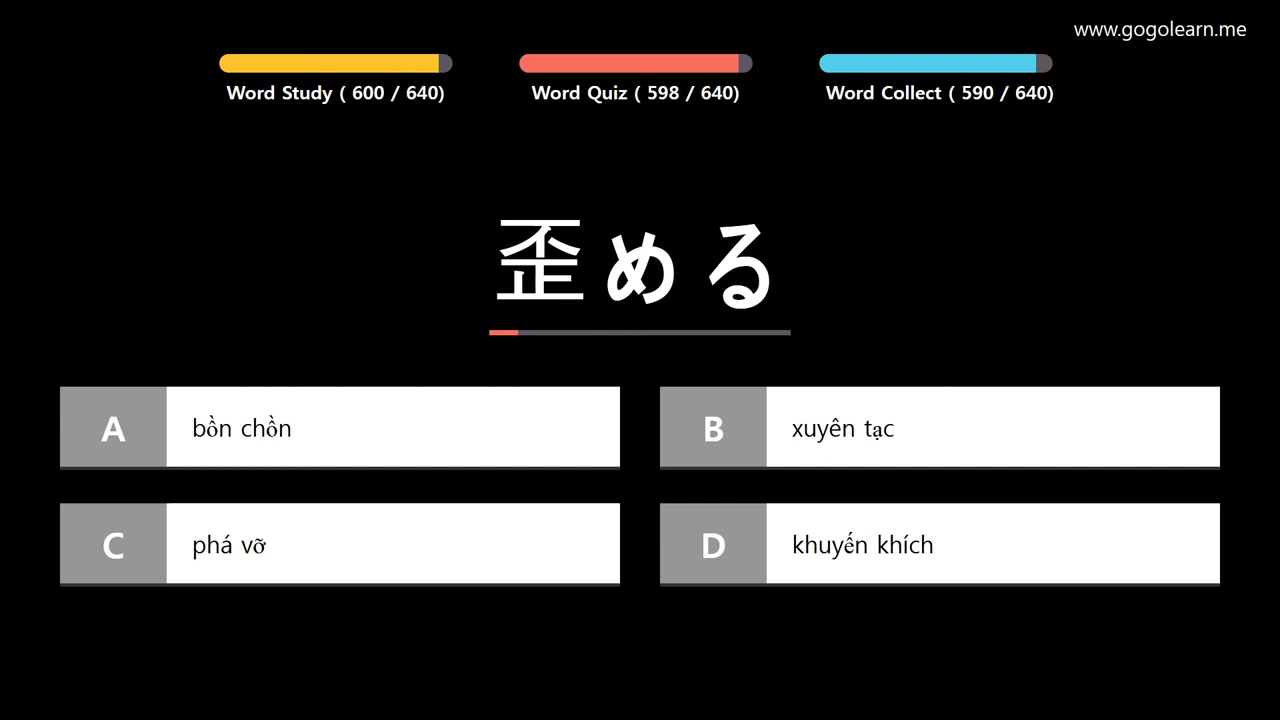 www.gogolearn.me
Word Study ( 600 / 640)
Word Quiz ( 598 / 640)
Word Collect ( 590 / 640)
歪める
A bồn chồn
B xuyên tạc
C phá vỡ
D khuyến khích